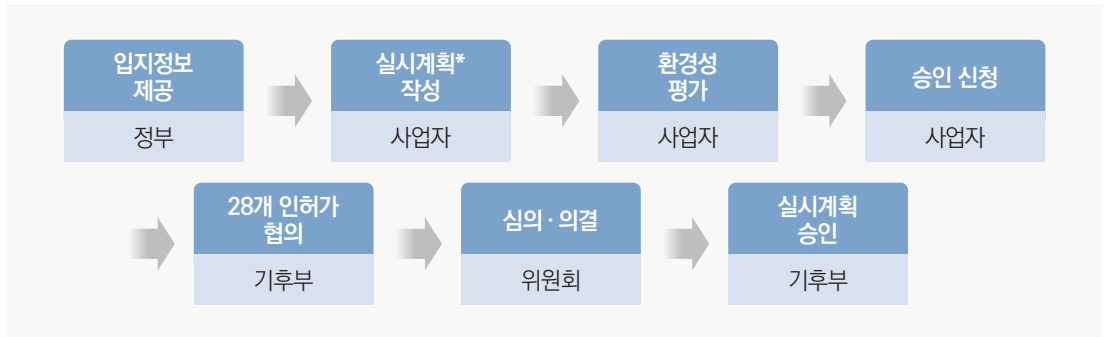 입지정보
제공
정부
실시계획*
작성
사업자
환경성
평가
사업자
승인 신청
사업자
28개 인허가
협의
기후부
심의 · 의결
위원회
실시계획
승인
기후부